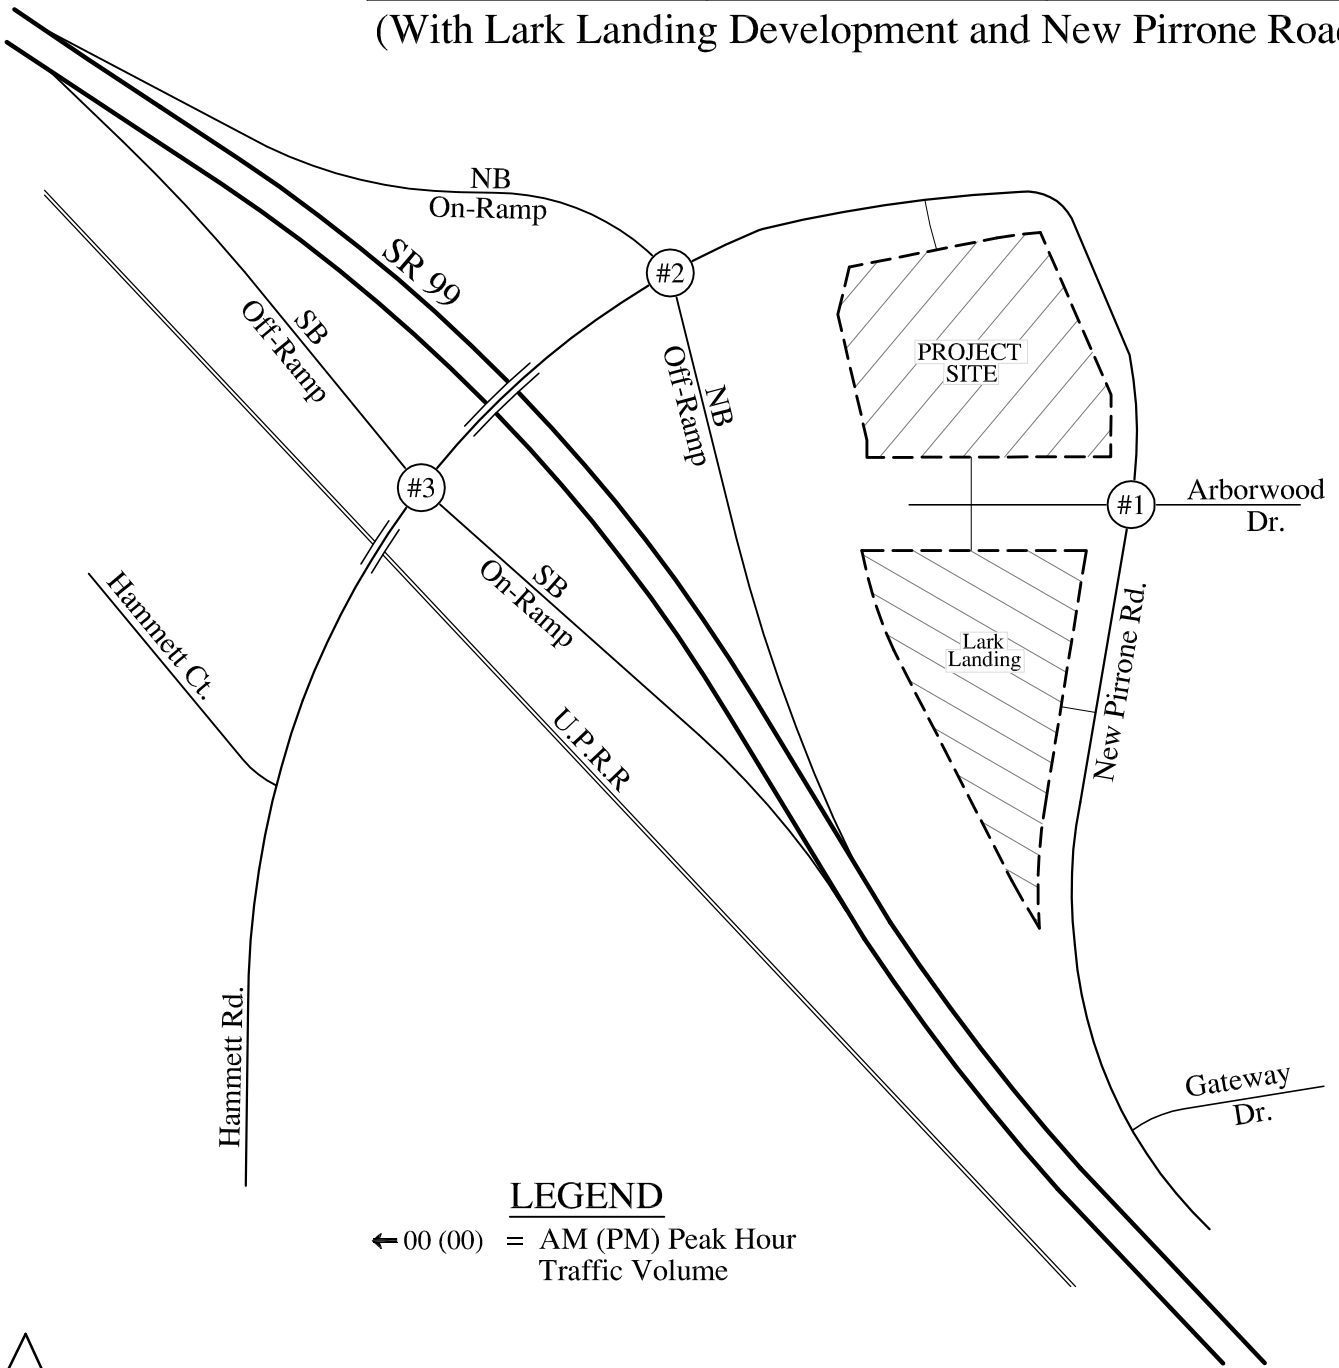 (With Lark Landing Development and New Pirrone Roa
NB
On-Ramp
SR 99
#2
SB
Off-Ramp
NB
Off-Ramp
PROJECT
SITE
#3
#1
Arborwood
Dr.
SB
On-Ramp
Hammett Ct.
New Pirrone Rd.
Lark
Landing
U.P.R.R
Hammett Rd.
Gateway
Dr.
LEGEND
00 (00) = AM (PM) Peak Hour
Traffic Volume